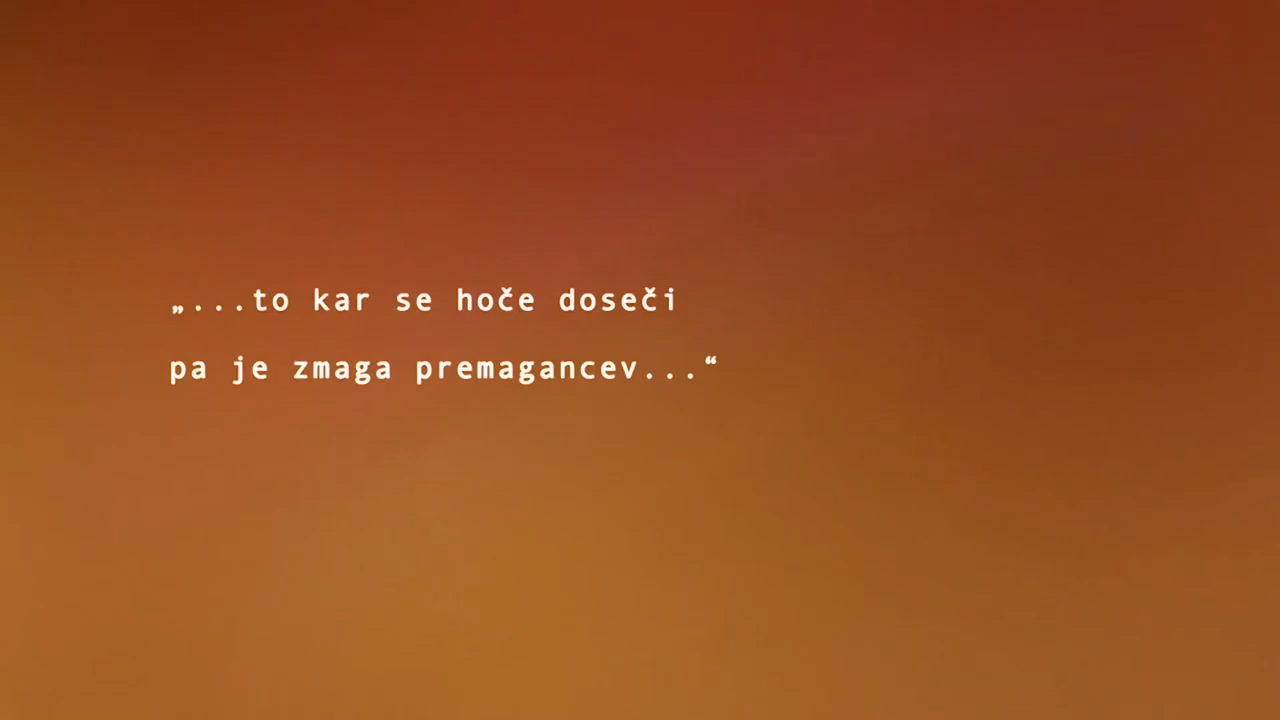 „...to kar se hoče doseči
pa je zmaga premagancev...“